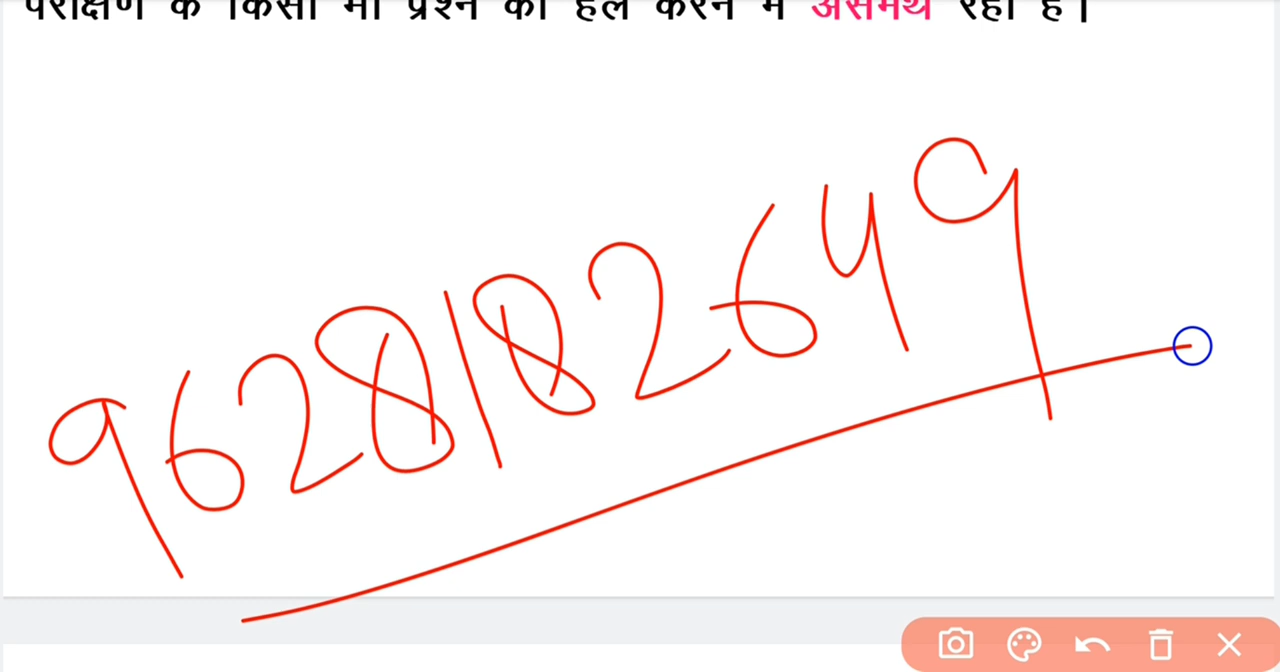 परीक्षण के किसी भी प्रश्न को हल करने में असमर्थ रहा है।
9628182649